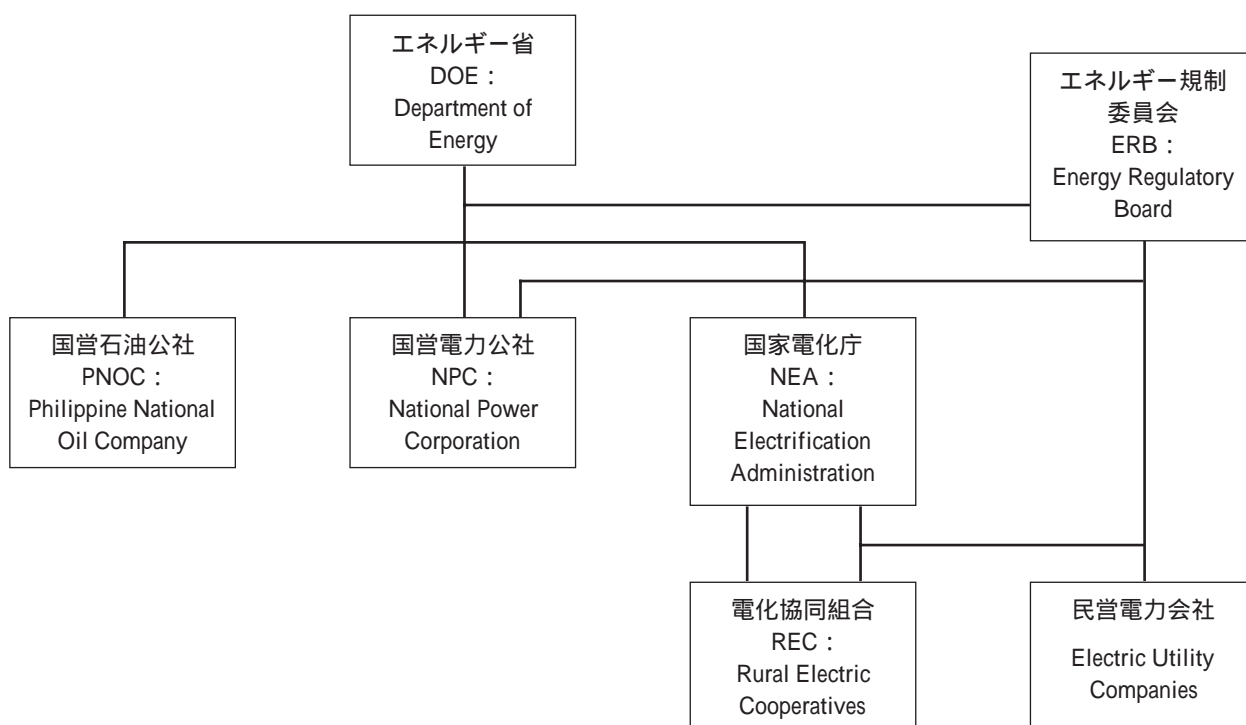 エネルギー省
DOE：
Department of
Energy
エネルギー規制
委員会
ERB：
Energy Regulatory
Board
国営石油公社
PNOC：
Philippine National
Oil Company
国営電力公社
NPC：
National Power
Corporation
国家電化庁
NEA：
National
Electrification
Administration
電化協同組合
REC：
Rural Electric
Cooperatives
民営電力会社
Electric Utility
Companies